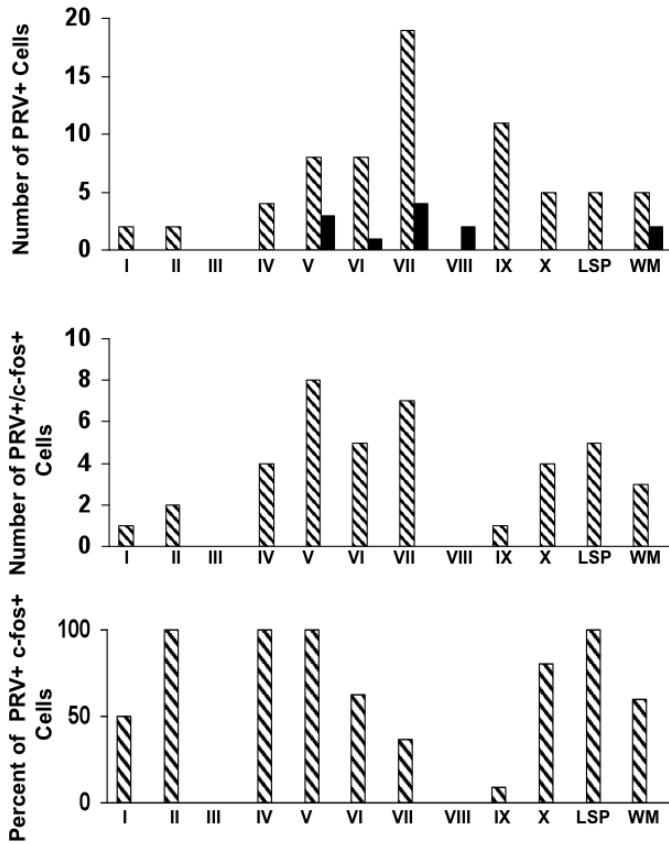 Number of PRV+ Cells
20
15
10
5
0
I II III IV V VI VII VIII IX X LSP WM
Number of PRV+/c-fos+
Cells
10
8
6
4
2
0
I II III IV V VI VII VIII IX X LSP WM
Percent of PRV+ c-fos+
Cells
100
50
0
I II III IV V VI VII VIII IX X LSP WM